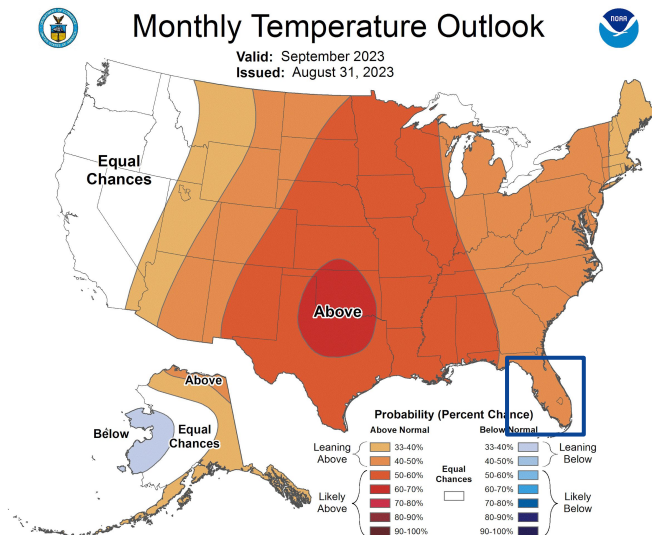 Monthly Temperature Outlook
NOAA
Valid: September 2023
Issued: August 31, 2023
Equal
Chances
Above
Above
Below
Equal
Chances
Probability (Percent Chance)
Above Normal
Below Normal
Leaning
Above
33-40%
40-50%
Likely
Above
50-60%
60-70%
70-80%
80-90%
90-100%
Equal
Chances
33-40%
40-50%
Leaning
Below
50-60%
60-70%
70-80%
80-90%
90-100%
Likely
Below